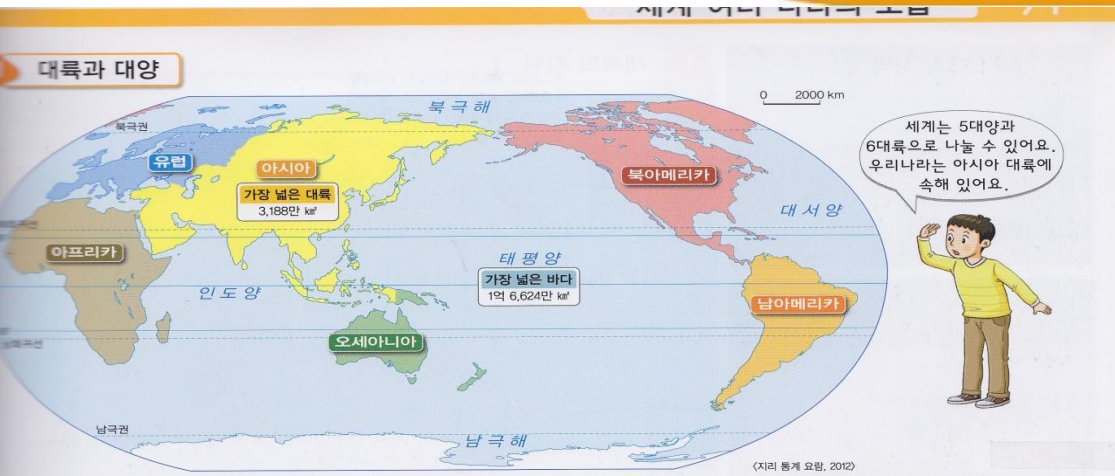 대륙과 대양
북극해
0 2000 km
북극권
유럽
아시아
가장 넓은 대륙
3,188만 ㎢
북아메리카
세계는 5대양과
6대륙으로 나눌 수 있어요.
우리나라는 아시아 대륙에
속해 있어요.
대서양
아프리카
태평양
가장 넓은 바다
1억 6,624만 ㎢
인도양
남아메리카
오세아니아
남극권
남극해
<지리 통계 요람, 2012>